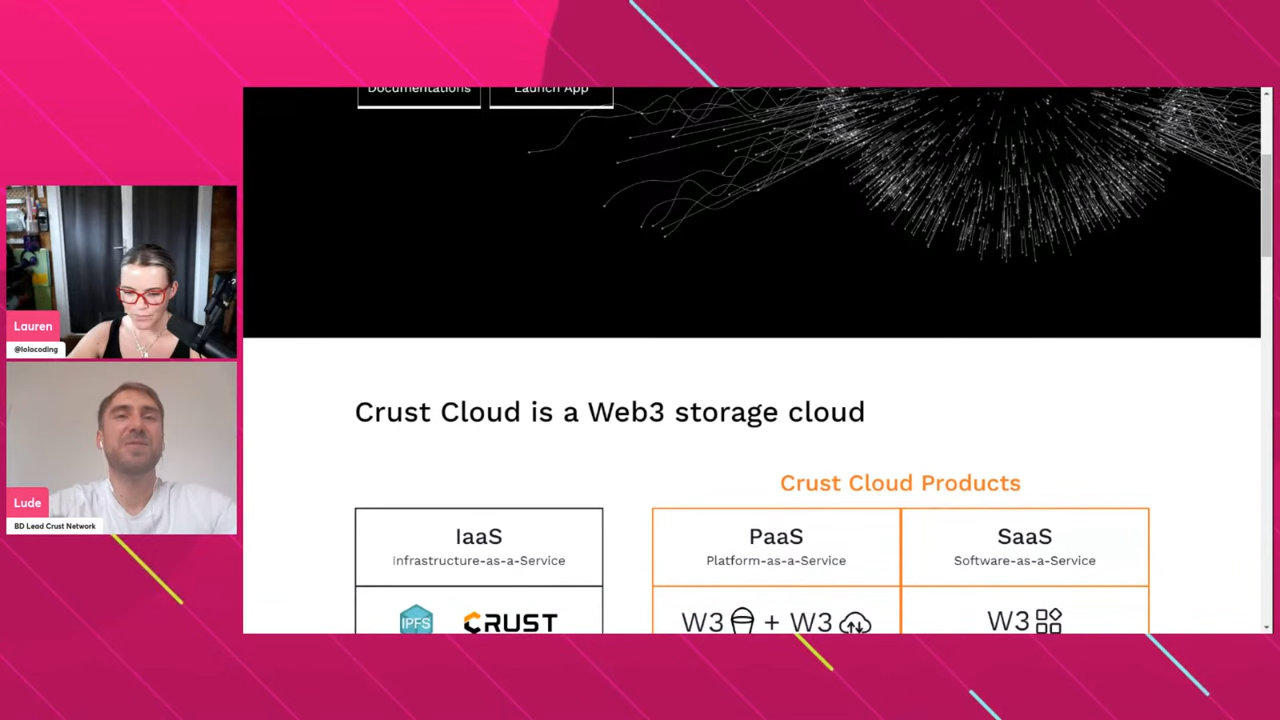 Documentations
Launch App
Lauren
@lolocoding
Lude
BD Lead Crust Network
Crust Cloud is a Web3 storage cloud
Crust Cloud Products
IaaS
Infrastructure-as-a-Service
PaaS
Platform-as-a-Service
SaaS
Software-as-a-Service
IPFS
CRUST
W3 + W3
W3